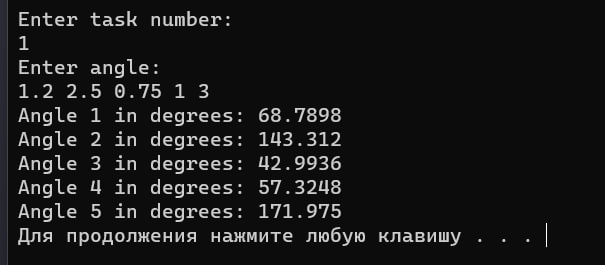 Enter task number:
1
Enter angle:
1.2 2.5 0.75 1 3
Angle 1 in degrees: 68.7898
Angle 2 in degrees: 143.312
Angle 3 in degrees: 42.9936
Angle 4 in degrees: 57.3248
Angle 5 in degrees: 171.975
Для продолжения нажмите любую клавишу . . .